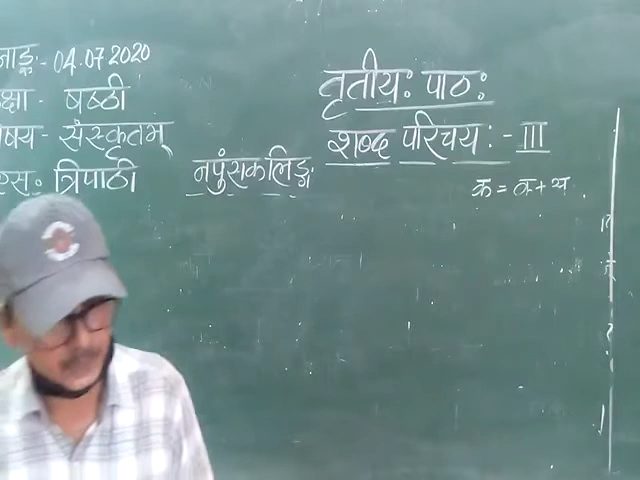 नाङ्क:- 04.07.2020
क्षा - षष्ठी
षय - संस्कृतम्
एस॰ त्रिपाठी
तृतीयः पाठः
शब्द परिचयः - III
नपुंसकलिङ्ग